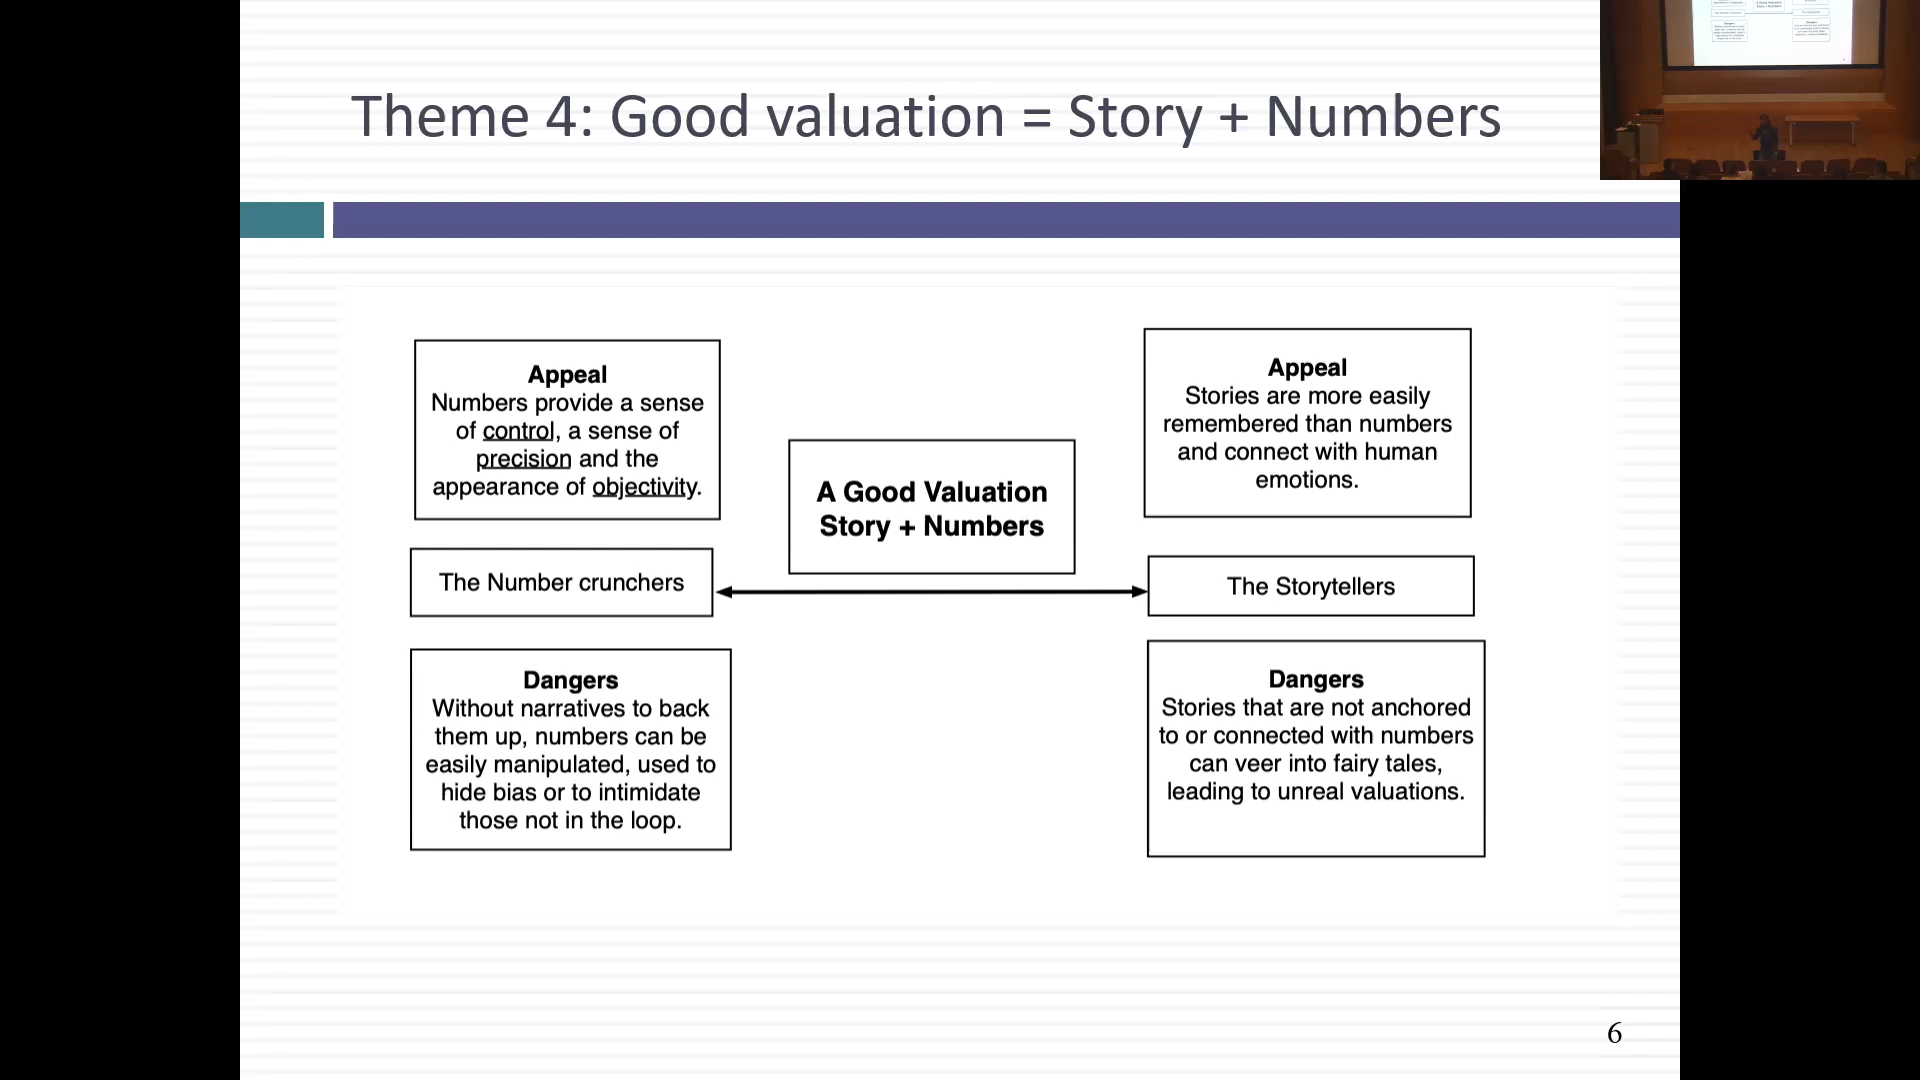 Theme 4: Good valuation = Story + Numbers
Appeal
Numbers provide a sense
of control, a sense of
precision and the
appearance of objectivity.
The Number crunchers
Dangers
Without narratives to back
them up, numbers can be
easily manipulated, used to
hide bias or to intimidate
those not in the loop.
A Good Valuation
Story + Numbers
Appeal
Stories are more easily
remembered than numbers
and connect with human
emotions.
The Storytellers
Dangers
Stories that are not anchored
to or connected with numbers
can veer into fairy tales,
leading to unreal valuations.
6